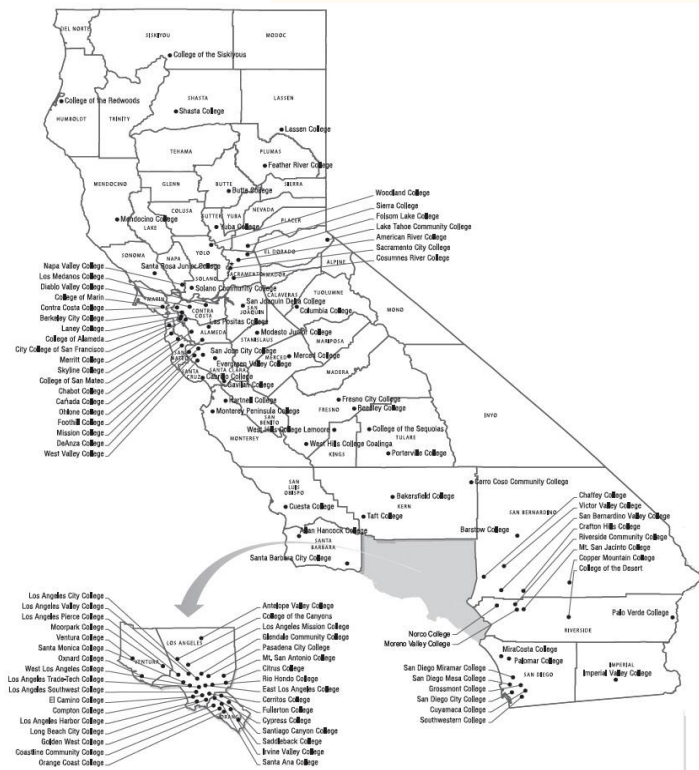 DEL NORTE
SISKIYOU
MODOC
College of the Siskiyous
College of the Redwoods
HUMBOLDT
TRINITY
SHASTA
Shasta College
LASSEN
Lassen College
TEHAMA
PLUMAS
Feather River College
MENDOCINO
GLENN
BUTTE
Butte College
SIERRA
Mendocino College
LAKE
COLUSA
SUTTER
YUBA
Yuba College
NEVADA
PLACER
Woodland College
Sierra College
Folsom Lake College
Lake Tahoe Community College
American River College
Sacramento City College
Cosumnes River College
EL DORADO
ALPINE
SONOMA
NAPA
YOLO
Santa Rosa Junior College
SACRAMENTO
AMADOR
SOLANO
Solano Community College
Napa Valley College
Los Medanos College
Diablo Valley College
College of Marin
Contra Costa College
Berkeley City College
Laney College
College of Alameda
City College of San Francisco
Merritt College
Skyline College
College of San Mateo
Chabot College
Cañada College
Ohlone College
Foothill College
Mission College
DeAnza College
West Valley College
MARIN
CONTRA COSTA
ALAMEDA
SAN MATEO
SANTA CRUZ
SANTA CLARA
CALAVERAS
TUOLUMNE
MONO
San Joaquin Delta College
SAN JOAQUIN
Columbia College
Las Positas College
Modesto Junior College
STANISLAUS
MARIPOSA
San Jose City College
Evergreen Valley College
MERCED
Merced College
Cabrillo College
Gavilan College
MADERA
Hartnell College
Monterey Peninsula College
SAN BENITO
MONTEREY
FRESNO
Fresno City College
Reedley College
INYO
West Hills College Lemoore
College of the Sequoias
TULARE
West Hills College Coalinga
KINGS
Porterville College
SAN LUIS OBISPO
Cuesta College
Cerro Coso Community College
Bakersfield College
KERN
Taft College
SAN BERNARDINO
Barstow College
Allan Hancock College
SANTA BARBARA
Santa Barbara City College
Chaffey College
Victor Valley College
San Bernardino Valley College
Crafton Hills College
Riverside Community College
Mt. San Jacinto College
Copper Mountain College
College of the Desert
Palo Verde College
RIVERSIDE
Norco College
Moreno Valley College
MiraCosta College
Palomar College
SAN DIEGO
IMPERIAL
Imperial Valley College
San Diego Miramar College
San Diego Mesa College
Grossmont College
San Diego City College
Cuyamaca College
Southwestern College
Los Angeles City College
Los Angeles Valley College
Los Angeles Pierce College
Moorpark College
Ventura College
Santa Monica College
Oxnard College
West Los Angeles College
Los Angeles Trade-Tech College
Los Angeles Southwest College
El Camino College
Compton College
Los Angeles Harbor College
Long Beach City College
Golden West College
Coastline Community College
Orange Coast College
LOS ANGELES
VENTURA
ORANGE
Antelope Valley College
College of the Canyons
Los Angeles Mission College
Glendale Community College
Pasadena City College
Mt. San Antonio College
Citrus College
Rio Hondo College
East Los Angeles College
Cerritos College
Fullerton College
Cypress College
Santiago Canyon College
Saddleback College
Irvine Valley College
Santa Ana College